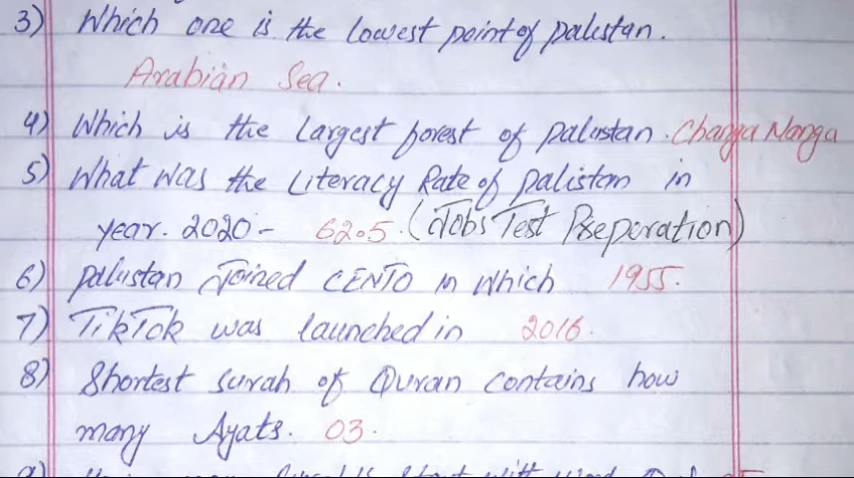 3) Which one is the lowest point of pakistan.
Arabian Sea.
4) Which is the largest forest of pakistan. Changa Manga
5) What was the Literacy Rate of pakistan in
year. 2020- 62.5. (Jobs Test Preperation)
6) pakistan Joined CENTO in which 1955.
7) TikTok was launched in 2016.
8) Shortest surah of Quran contains how
many Ayats. 03.